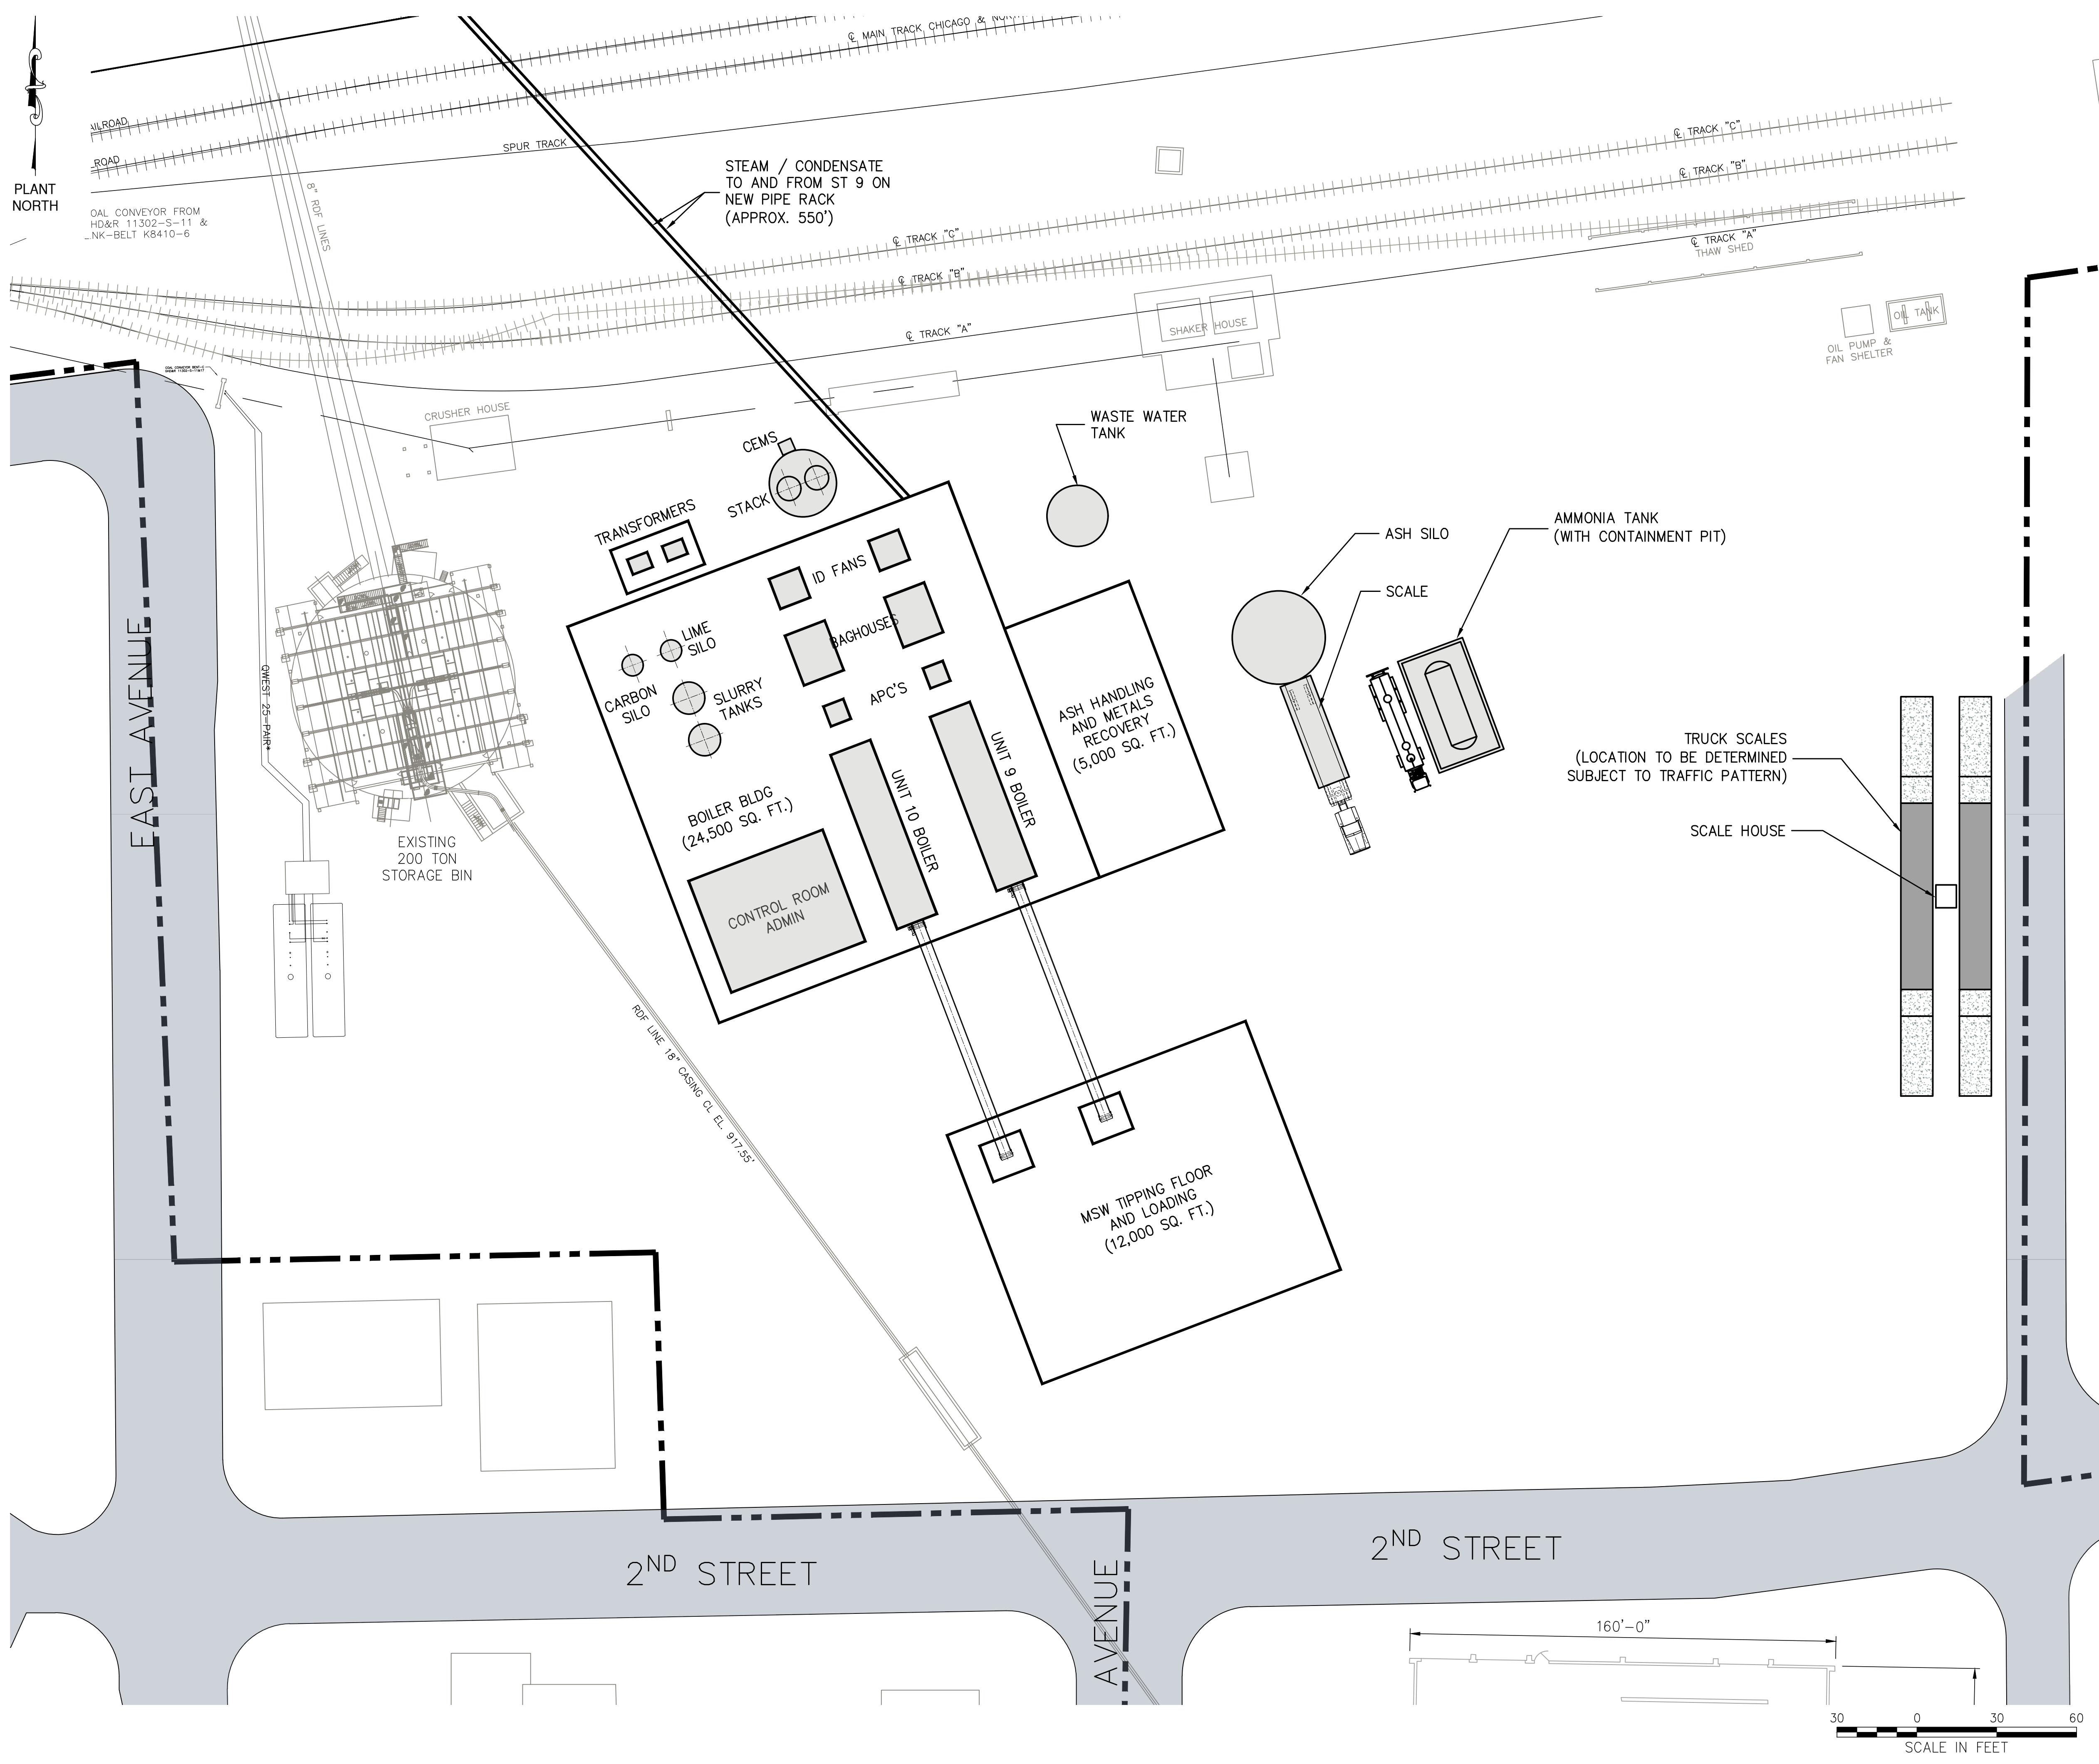 ℄ MAIN TRACK CHICAGO &
AILROAD
ROAD
SPUR TRACK
PLANT
NORTH
8" RDF LINES
OAL CONVEYOR FROM
HD&R 11302-S-11 &
NK-BELT K8410-6
STEAM / CONDENSATE
TO AND FROM ST 9 ON
NEW PIPE RACK
(APPROX. 550')
℄ TRACK "C"
℄ TRACK "B"
℄ TRACK "C"
℄ TRACK "B"
℄ TRACK "A"
℄ TRACK "A"
THAW SHED
SHAKER HOUSE
OIL TANK
OIL PUMP &
FAN SHELTER
CRUSHER HOUSE
WASTE WATER
TANK
CEMS
STACK
TRANSFORMERS
ID FANS
ASH SILO
AMMONIA TANK
(WITH CONTAINMENT PIT)
SCALE
LIME
SILO
BAGHOUSES
CARBON
SILO
SLURRY
TANKS
APC'S
ASH HANDLING
AND METALS
RECOVERY
(5,000 SQ. FT.)
EAST AVENUE
QWEST 25-PAIR*
TRUCK SCALES
(LOCATION TO BE DETERMINED
SUBJECT TO TRAFFIC PATTERN)
SCALE HOUSE
UNIT 10 BOILER
UNIT 9 BOILER
BOILER BLDG
(24,500 SQ. FT.)
EXISTING
200 TON
STORAGE BIN
CONTROL ROOM
ADMIN
RDF LINE 18" CASING CL EL. 917.55'
MSW TIPPING FLOOR
AND LOADING
(12,000 SQ. FT.)
2ND STREET
2ND STREET
AVENUE
160'-0"
30 0 30 60
SCALE IN FEET